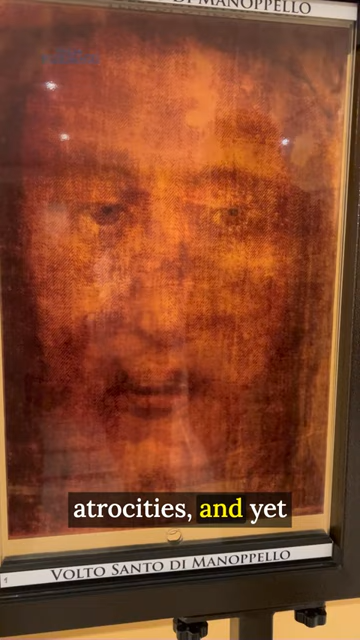 DI MANOPPELLO
atrocities, and yet
VOLTO SANTO DI MANOPPELLO